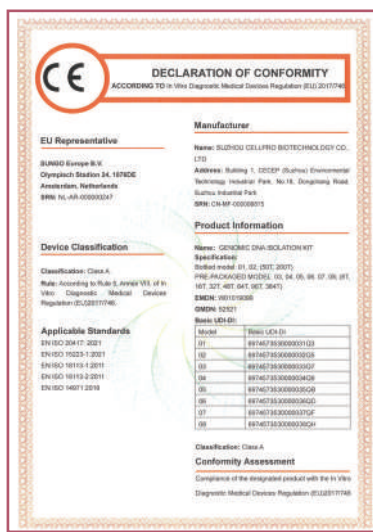 CE
DECLARATION OF CONFORMITY
ACCORDING TO In Vitro Diagnostic Medical Devices Regulation (EU) 2017/746
EU Representative
SUNGO Europe B.V.
Olympisch Stadion 24, 1076DE
Amsterdam, Netherlands
SRN: NL-AR-000000247
Device Classification
Classification: Class A
Rule: According to Rule 5, Annex VIII, of In
Vitro Diagnostic Medical Devices
Regulation (EU)2017/746.
Applicable Standards
EN ISO 20417: 2021
EN ISO 15223-1:2021
EN ISO 18113-1:2011
EN ISO 18113-2:2011
EN ISO 14971:2019
Manufacturer
Name: SUZHOU CELLPRO BIOTECHNOLOGY CO.,
LTD
Address: Building 1, CECEP (Suzhou) Environmental
Technology Industrial Park, No.18, Road,
Suzhou Industrial Park
SRN:
Product Information
Name: GENOMIC DNA ISOLATION KIT
Specification:
Bottled model: 01, 02; (50T, 200T)
PRE-PACKAGED MODEL: 03, 04, 05, 06, 07, 08; (8T,
16T, 32T, 48T, 64T, 96T, 384T)
EMDN:
GMDN: 52521
Basic UDI-DI:
Model Basic UDI-DI
01
02
03
04
05
06
07
08
Classification: Class A
Conformity Assessment
Compliance of the designated product with the In Vitro
Diagnostic Medical Devices Regulation (EU)2017/746